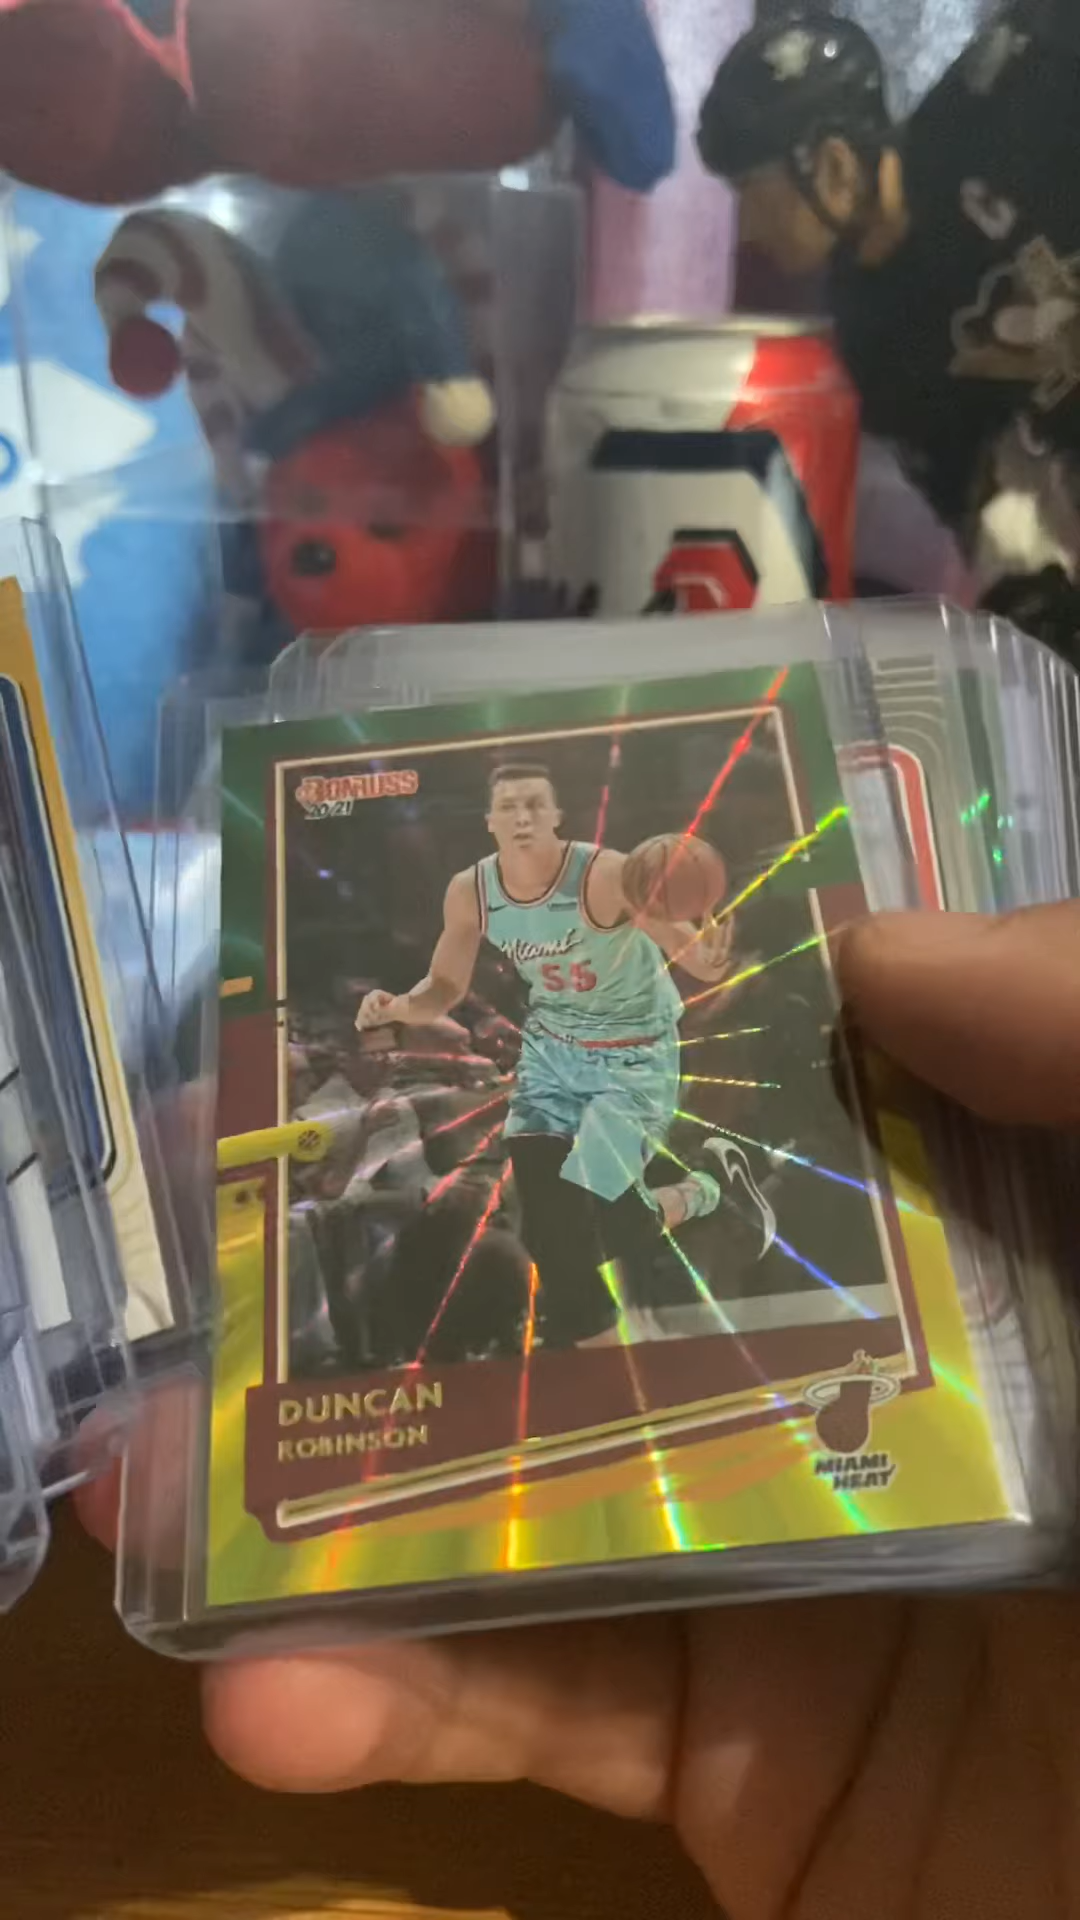 DONRUSS
20/21
Miami
55
DUNCAN
ROBINSON
MIAMI
HEAT